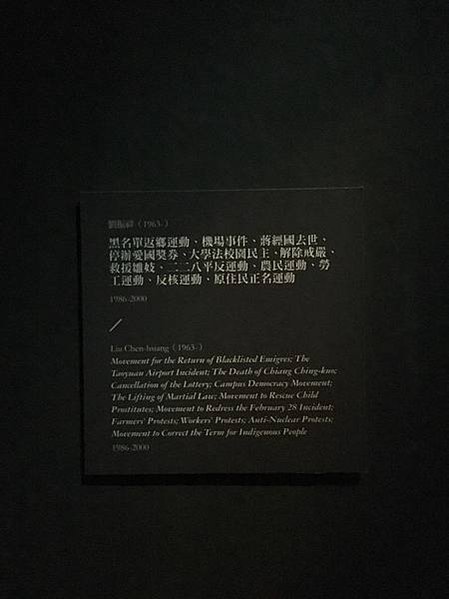 劉振祥（1963-）
黑名單返鄉運動、機場事件、蔣經國去世、
停辦愛國獎券、大學法校園民主、解除戒嚴、
救援雛妓、二二八平反運動、農民運動、勞
工運動、反核運動、原住民正名運動
1986-2000
/
Liu Chen-hsiang (1963-)
Movement for the Return of Blacklisted Emigres; The
Taoyuan Airport Incident; The Death of Chiang Ching-kuo;
Cancellation of the Lottery; Campus Democracy Movement;
The Lifting of Martial Law; Movement to Rescue Child
Prostitutes; Movement to Redress the February 28 Incident;
Farmers' Protests; Workers' Protests; Anti-Nuclear Protests;
Movement to Correct the Term for Indigenous People
1986-2000